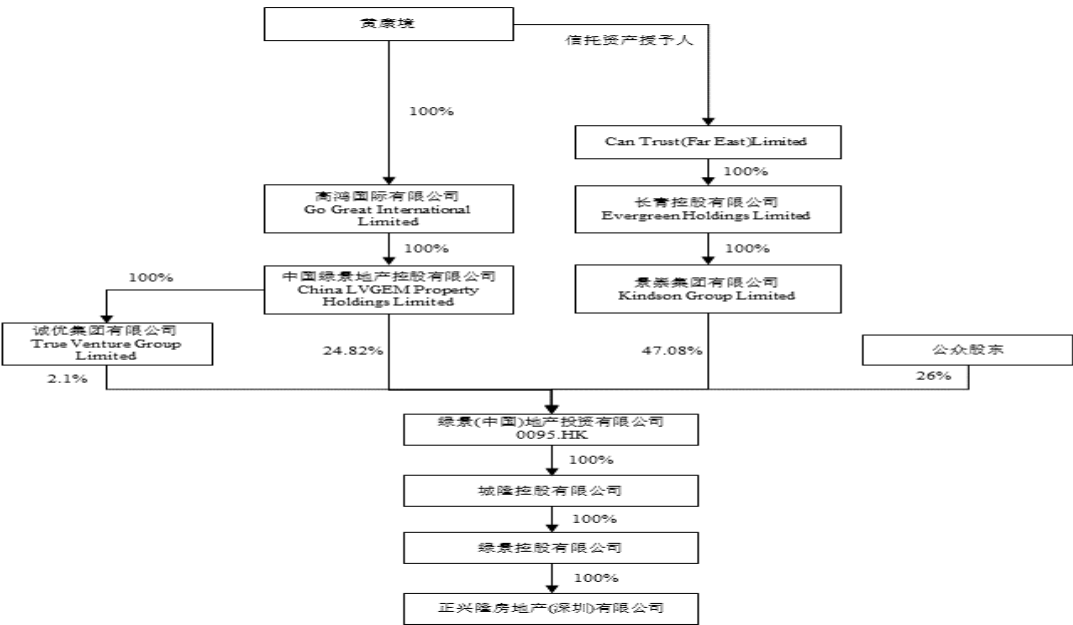 黄康境
信托资产授予人
100%
Can Trust(Far East)Limited
100%
高鸿国际有限公司
Go Great International
Limited
长青控股有限公司
Evergreen Holdings Limited
100%
100%
100%
中国绿景地产控股有限公司
China LVGEM Property
Holdings Limited
景崇集团有限公司
Kindson Group Limited
诚优集团有限公司
True Venture Group
Limited
24.82%
47.08%
公众股东
2.1%
26%
绿景(中国)地产投资有限公司
0095.HK
100%
城隆控股有限公司
100%
绿景控股有限公司
100%
正兴隆房地产(深圳)有限公司